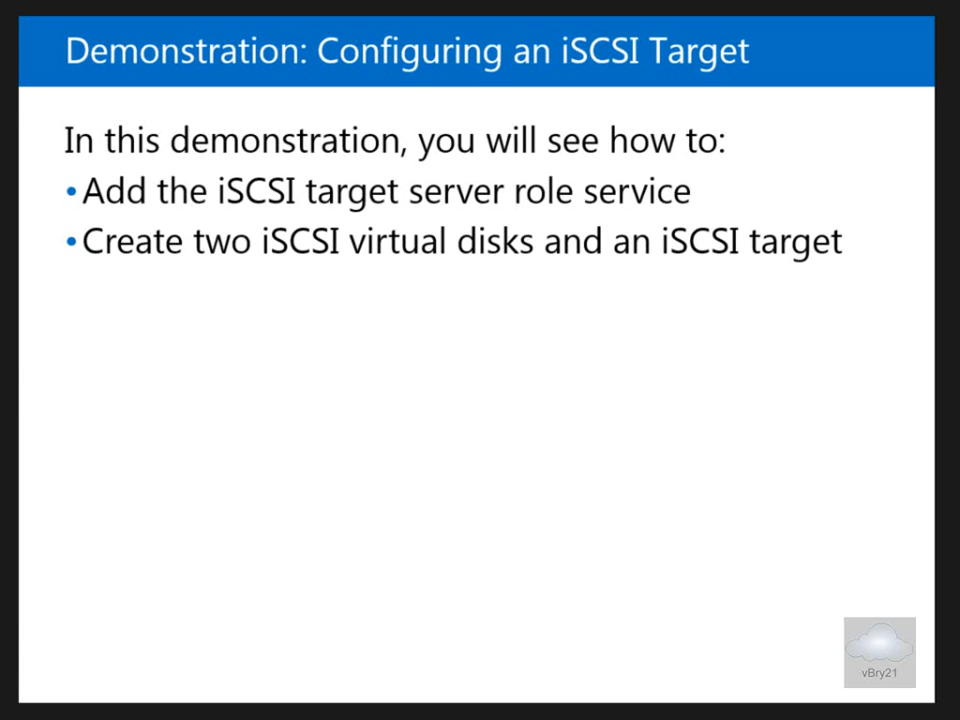 Demonstration: Configuring an iSCSI Target
In this demonstration, you will see how to:
•Add the iSCSI target server role service
•Create two iSCSI virtual disks and an iSCSI target
vBry21